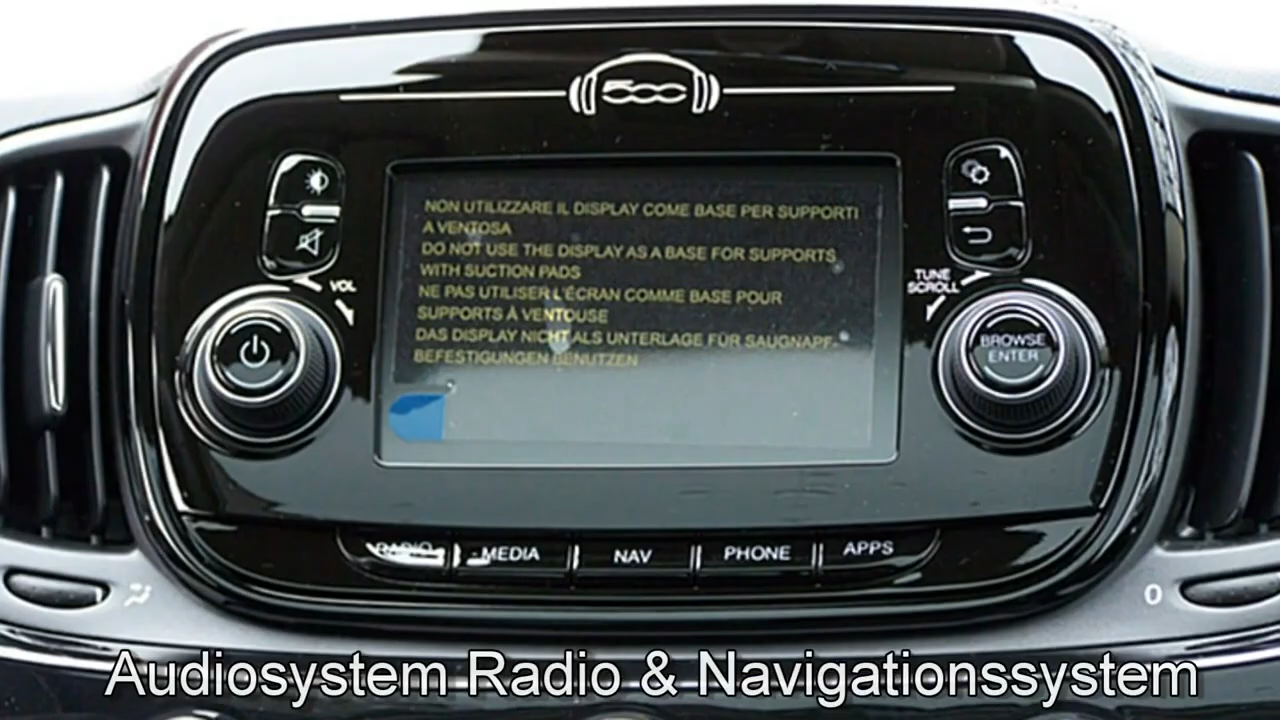 500
NON UTILIZZARE IL DISPLAY COME BASE PER SUPPORTI
A VENTOSA
DO NOT USE THE DISPLAY AS A BASE FOR SUPPORTS
WITH SUCTION PADS
NE PAS UTILISER L'ÉCRAN COMME BASE POUR
SUPPORTS À VENTOUSE
DAS DISPLAY NICHT ALS UNTERLAGE FÜR SAUGNAPF-
BEFESTIGUNGEN BENUTZEN
VOL
TUNE
SCROLL
BROWSE
ENTER
RADIO MEDIA NAV PHONE APPS
0
Audiosystem Radio & Navigationssystem